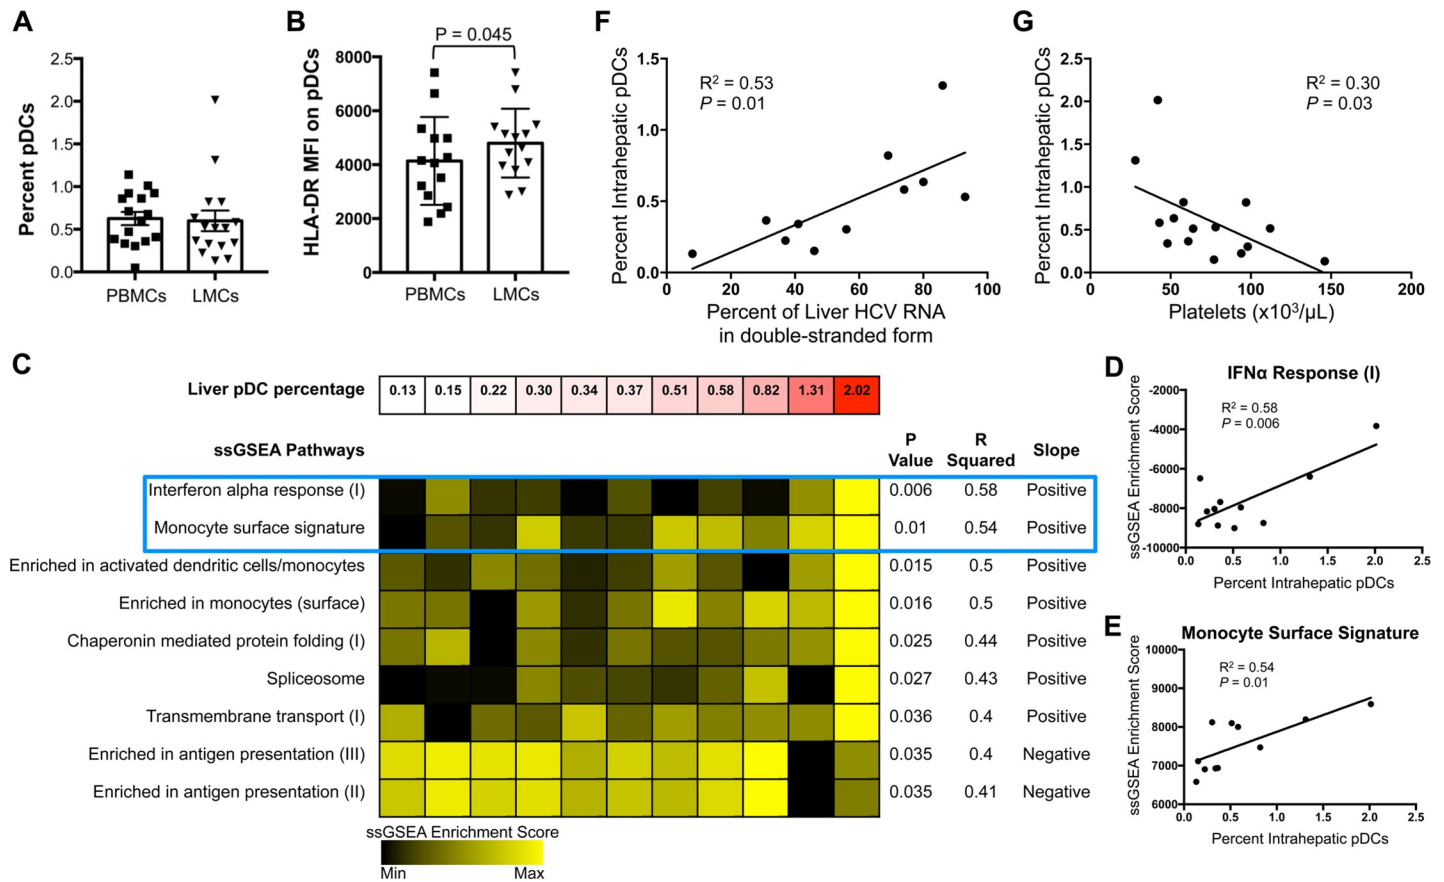 A
2.5
2.0
1.5
1.0
0.5
0.0
Percent pDCs
PBMCs LMCs
B
P = 0.045
8000
6000
4000
2000
0
HLA-DR MFI on pDCs
PBMCs LMCs
F
1.5
1.0
0.5
0.0
Percent Intrahepatic pDCs
R² = 0.53
P = 0.01
0 20 40 60 80 100
Percent of Liver HCV RNA
in double-stranded form
G
2.5
2.0
1.5
1.0
0.5
0.0
Percent Intrahepatic pDCs
R² = 0.30
P = 0.03
0 50 100 150 200
Platelets (x10³/µL)
C
Liver pDC percentage 0.13 0.15 0.22 0.30 0.34 0.37 0.51 0.58 0.82 1.31 2.02
ssGSEA Pathways P Value R Squared Slope
Interferon alpha response (I) 0.006 0.58 Positive
Monocyte surface signature 0.01 0.54 Positive
Enriched in activated dendritic cells/monocytes 0.015 0.5 Positive
Enriched in monocytes (surface) 0.016 0.5 Positive
Chaperonin mediated protein folding (I) 0.025 0.44 Positive
Spliceosome 0.027 0.43 Positive
Transmembrane transport (I) 0.036 0.4 Positive
Enriched in antigen presentation (III) 0.035 0.4 Negative
Enriched in antigen presentation (II) 0.035 0.41 Negative
ssGSEA Enrichment Score
Min Max
D
IFNα Response (I)
-2000
-4000
-6000
-8000
-10000
ssGSEA Enrichment Score
R² = 0.58
P = 0.006
0.0 0.5 1.0 1.5 2.0 2.5
Percent Intrahepatic pDCs
E
Monocyte Surface Signature
10000
9000
8000
7000
6000
ssGSEA Enrichment Score
R² = 0.54
P = 0.01
0.0 0.5 1.0 1.5 2.0 2.5
Percent Intrahepatic pDCs